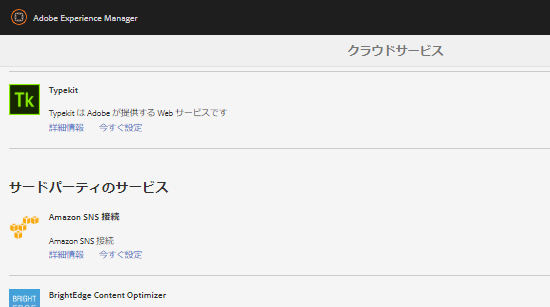 Adobe Experience Manager
クラウドサービス
Tk
Typekit
Typekit は Adobe が提供する Web サービスです
詳細情報 今すぐ設定
サードパーティのサービス
Amazon SNS 接続
Amazon SNS 接続
詳細情報 今すぐ設定
BRIGHT
EDGE
BrightEdge Content Optimizer